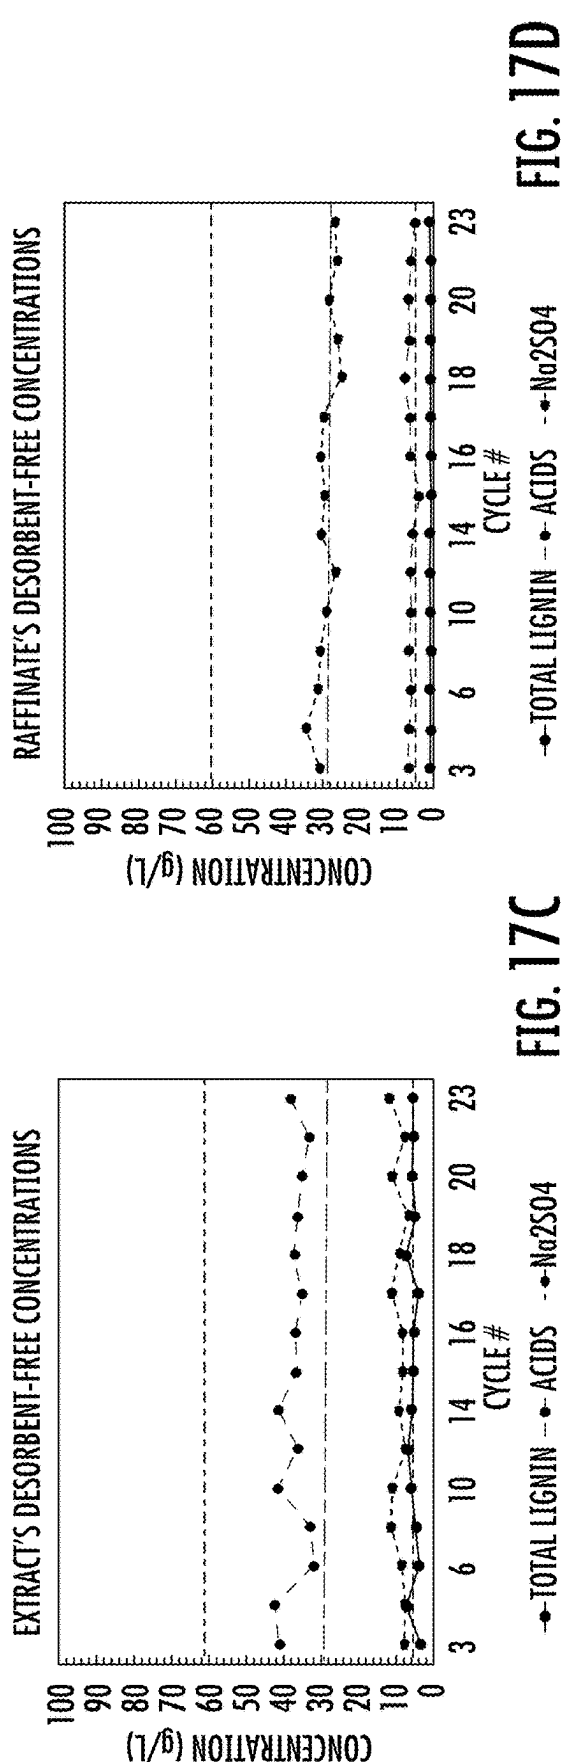 EXTRACT'S DESORBENT-FREE CONCENTRATIONS
CONCENTRATION (g/L)
100
90
80
70
60
50
40
30
20
10
0
3 6 10 14 16 18 20 23
CYCLE #
TOTAL LIGNIN ACIDS Na2SO4
FIG. 17C
RAFFINATE'S DESORBENT-FREE CONCENTRATIONS
CONCENTRATION (g/L)
100
90
80
70
60
50
40
30
20
10
0
3 6 10 14 16 18 20 23
CYCLE #
TOTAL LIGNIN ACIDS Na2SO4
FIG. 17D